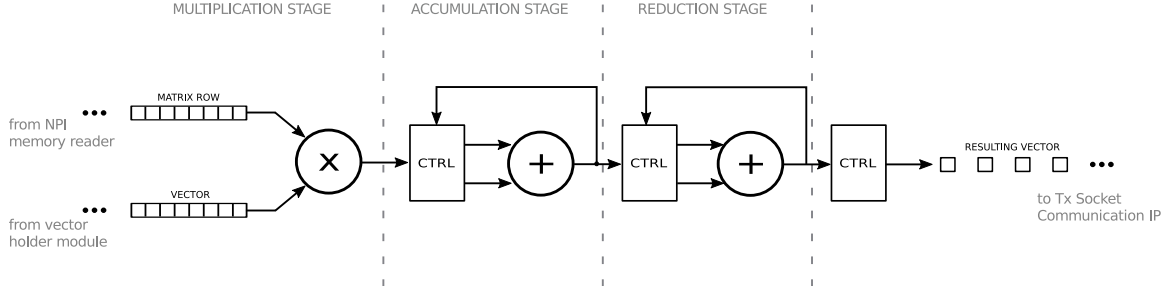 MULTIPLICATION STAGE
ACCUMULATION STAGE
REDUCTION STAGE
MATRIX ROW
•••
from NPI
memory reader
X
CTRL
+
CTRL
+
CTRL
RESULTING VECTOR
•••
VECTOR
•••
from vector
holder module
to Tx Socket
Communication IP